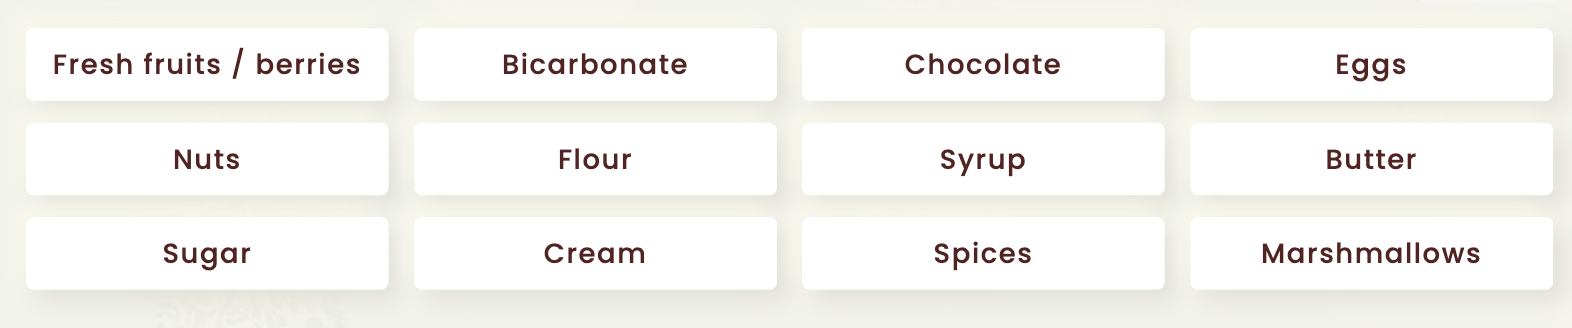 Fresh fruits / berries
Bicarbonate
Chocolate
Eggs
Nuts
Flour
Syrup
Butter
Sugar
Cream
Spices
Marshmallows